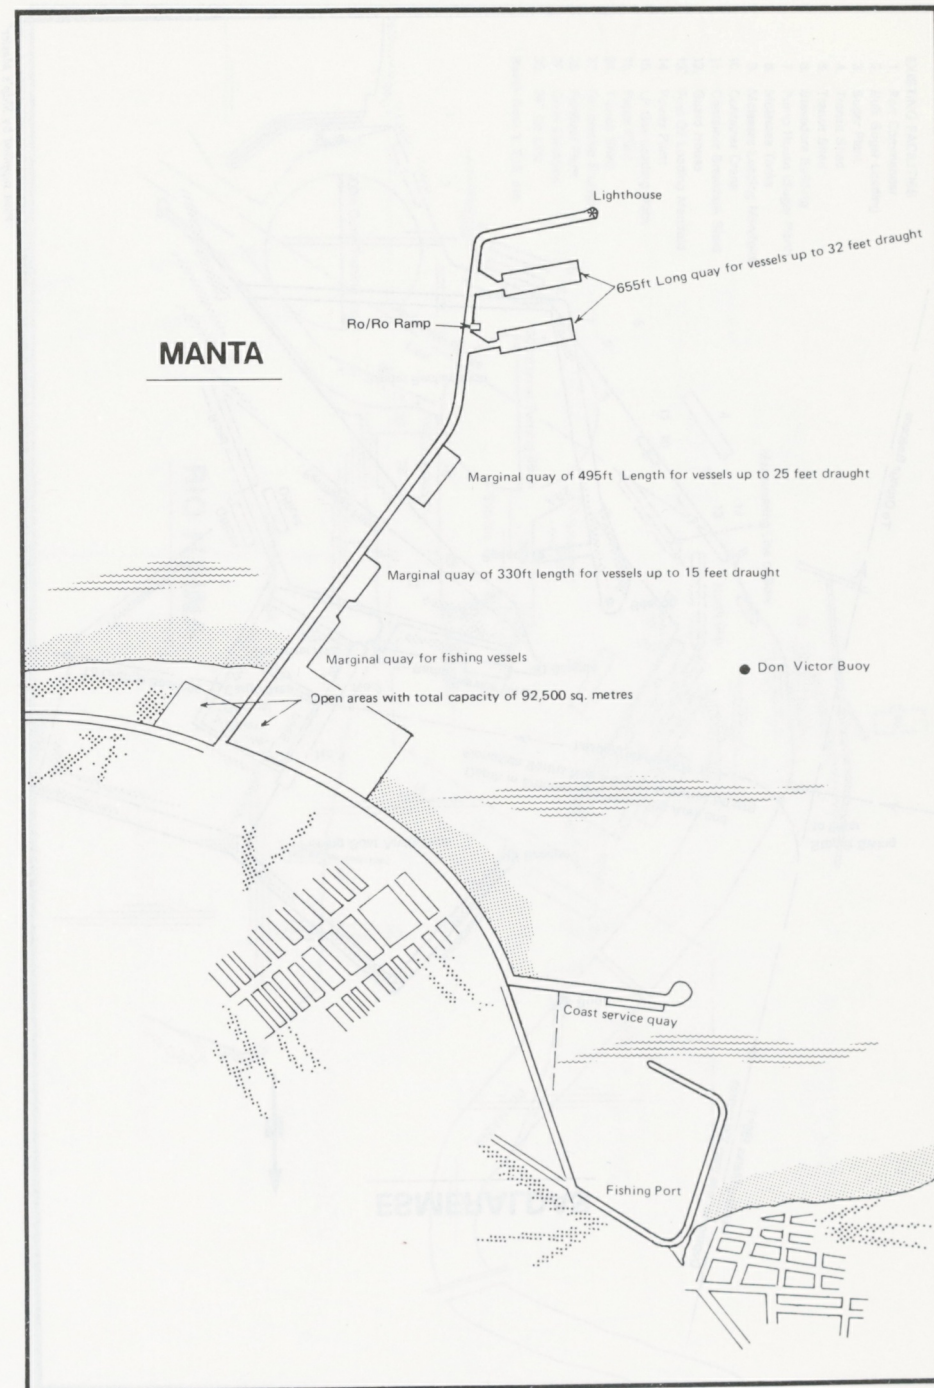 Lighthouse
655ft Long quay for vessels up to 32 feet draught
Ro/Ro Ramp
MANTA
Marginal quay of 495ft Length for vessels up to 25 feet draught
Marginal quay of 330ft length for vessels up to 15 feet draught
Marginal quay for fishing vessels
Don Victor Buoy
Open areas with total capacity of 92,500 sq. metres
Coast service quay
Fishing Port